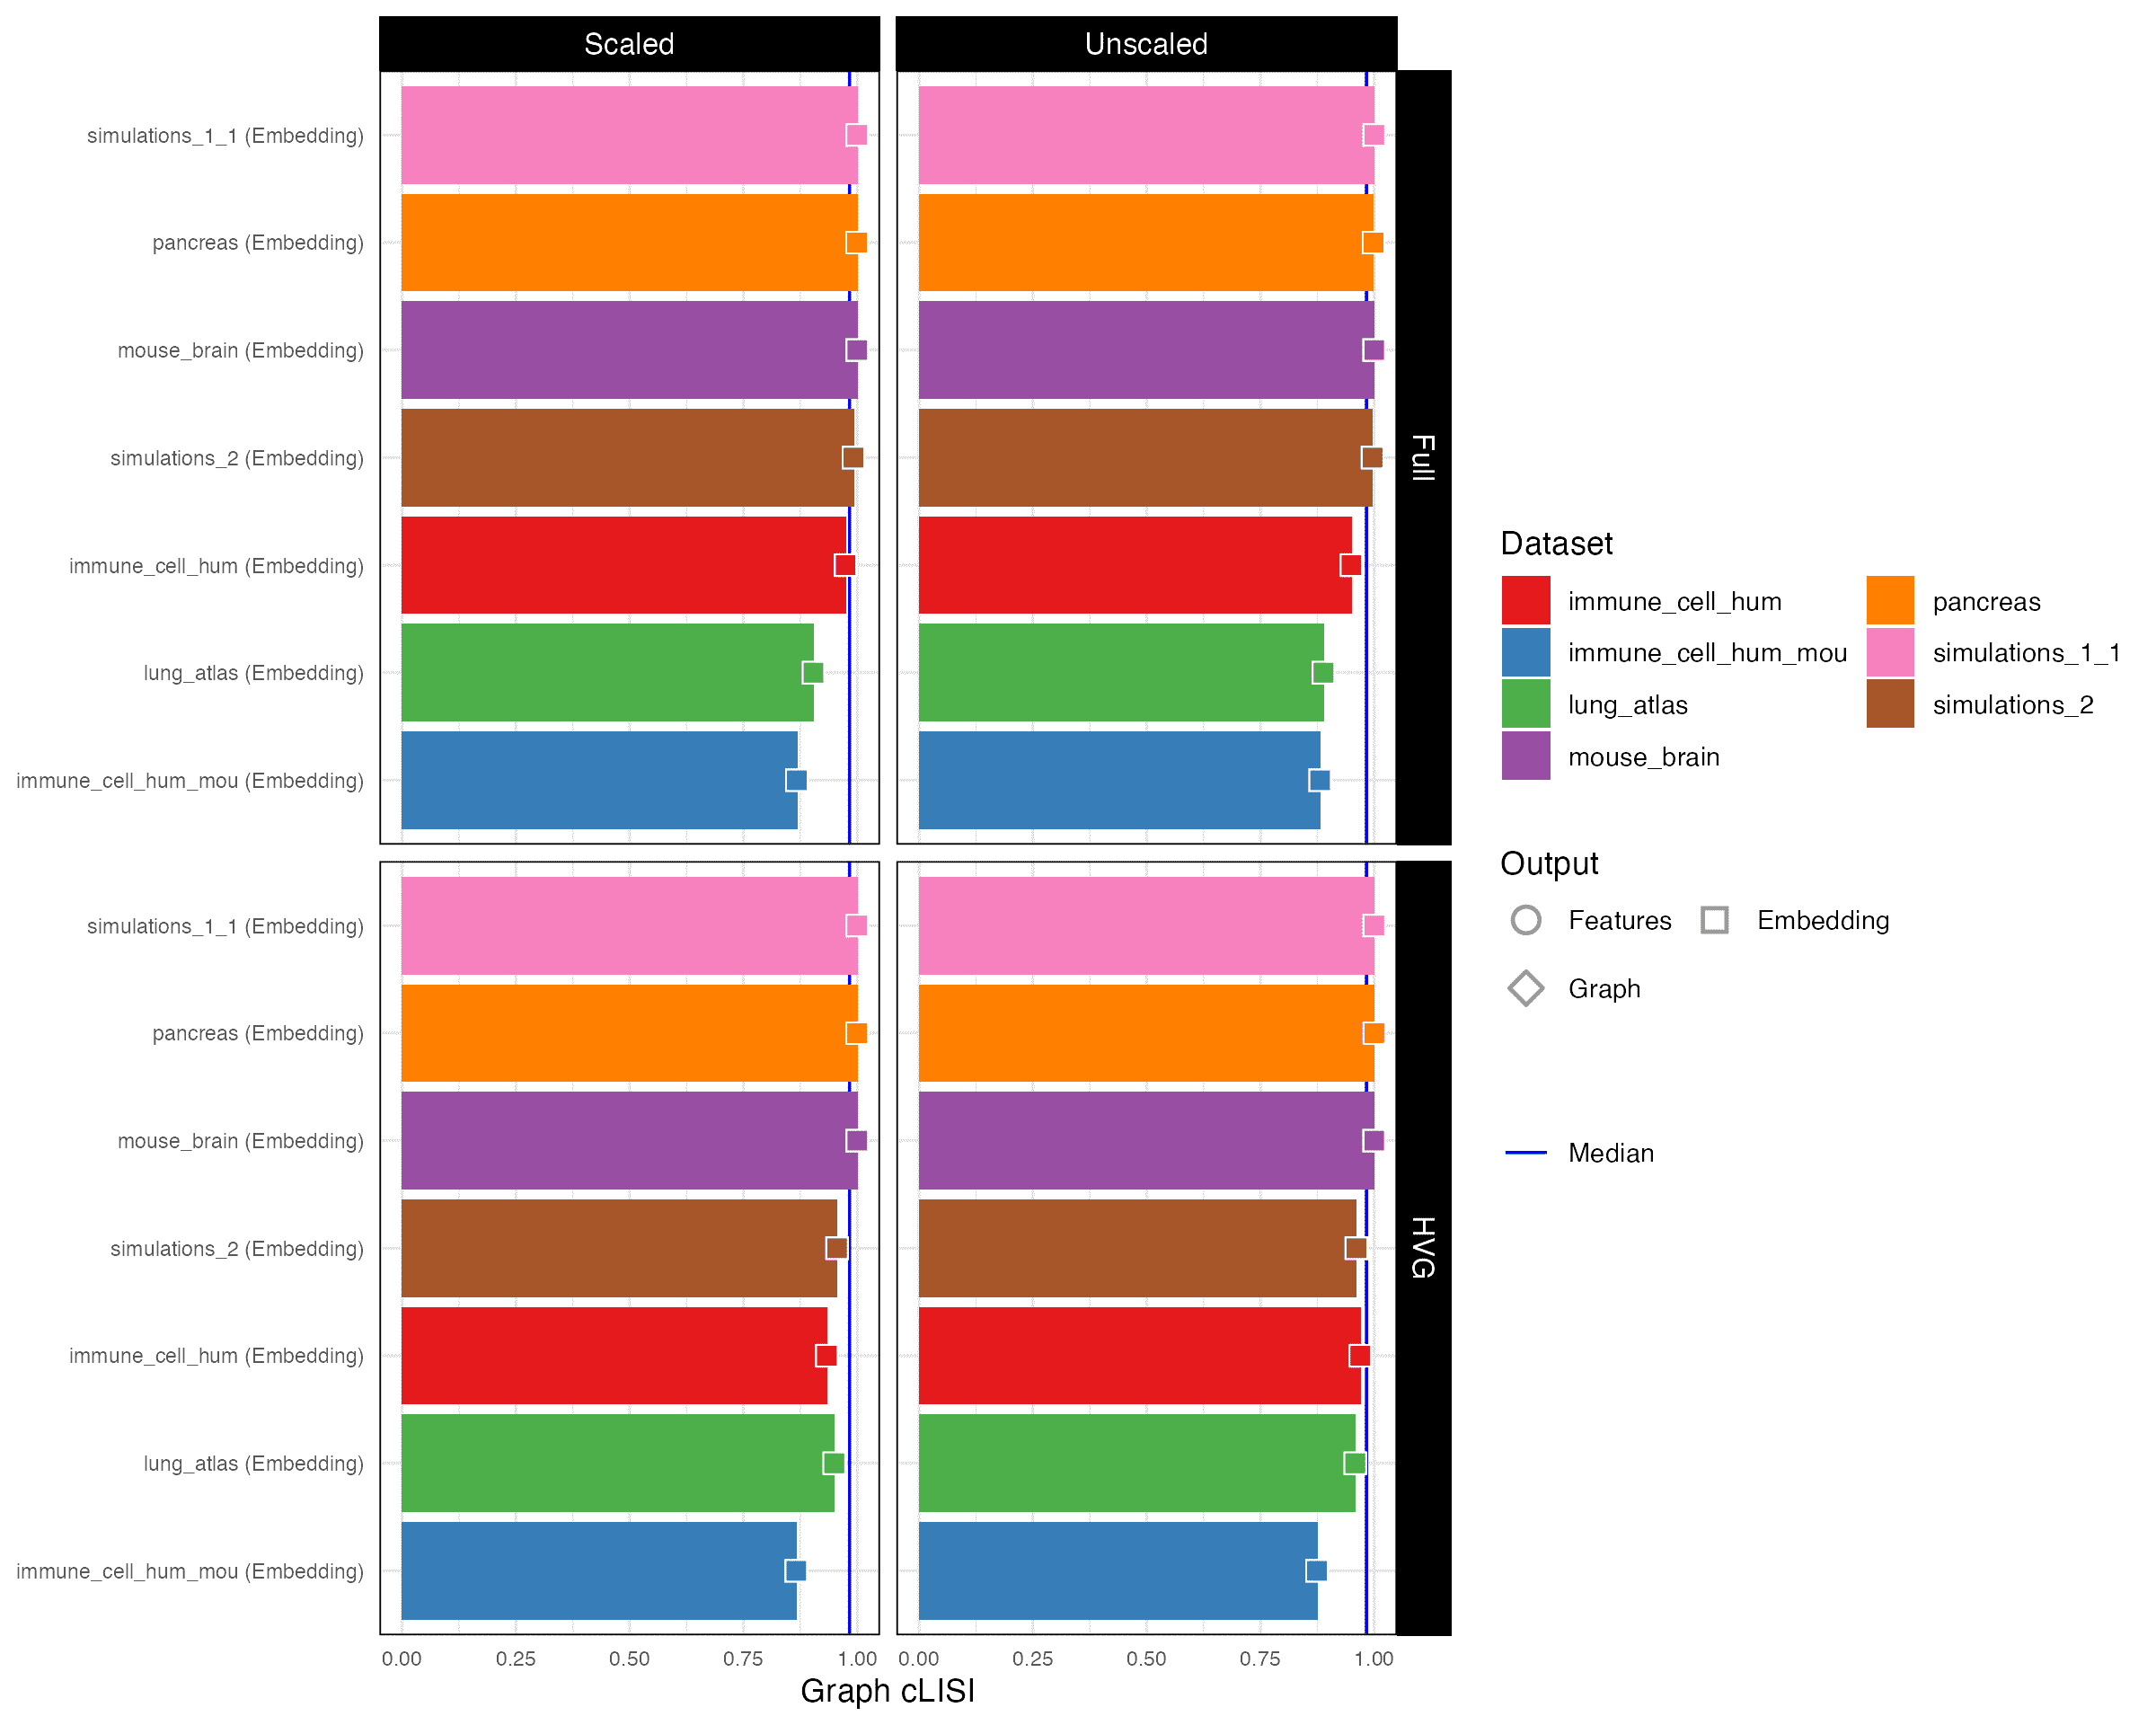 Scaled
Unscaled
simulations_1_1 (Embedding)
pancreas (Embedding)
mouse_brain (Embedding)
simulations_2 (Embedding)
immune_cell_hum (Embedding)
lung_atlas (Embedding)
immune_cell_hum_mou (Embedding)
Full
simulations_1_1 (Embedding)
pancreas (Embedding)
mouse_brain (Embedding)
simulations_2 (Embedding)
immune_cell_hum (Embedding)
lung_atlas (Embedding)
immune_cell_hum_mou (Embedding)
HVG
0.00 0.25 0.50 0.75 1.00
0.00 0.25 0.50 0.75 1.00
Graph cLISI
Dataset
immune_cell_hum
immune_cell_hum_mou
lung_atlas
mouse_brain
pancreas
simulations_1_1
simulations_2
Output
Features
Embedding
Graph
Median